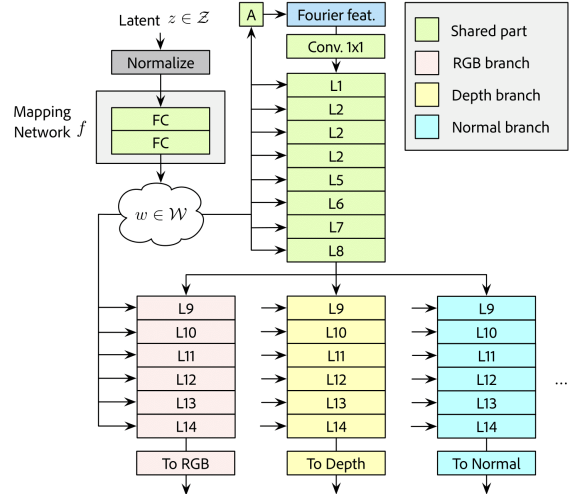 Latent z ∈ 𝒵
Normalize
Mapping
Network f
FC
FC
w ∈ 𝒲
A
Fourier feat.
Conv. 1x1
L1
L2
L2
L2
L5
L6
L7
L8
Shared part
RGB branch
Depth branch
Normal branch
L9
L10
L11
L12
L13
L14
To RGB
L9
L10
L11
L12
L13
L14
To Depth
L9
L10
L11
L12
L13
L14
To Normal
...